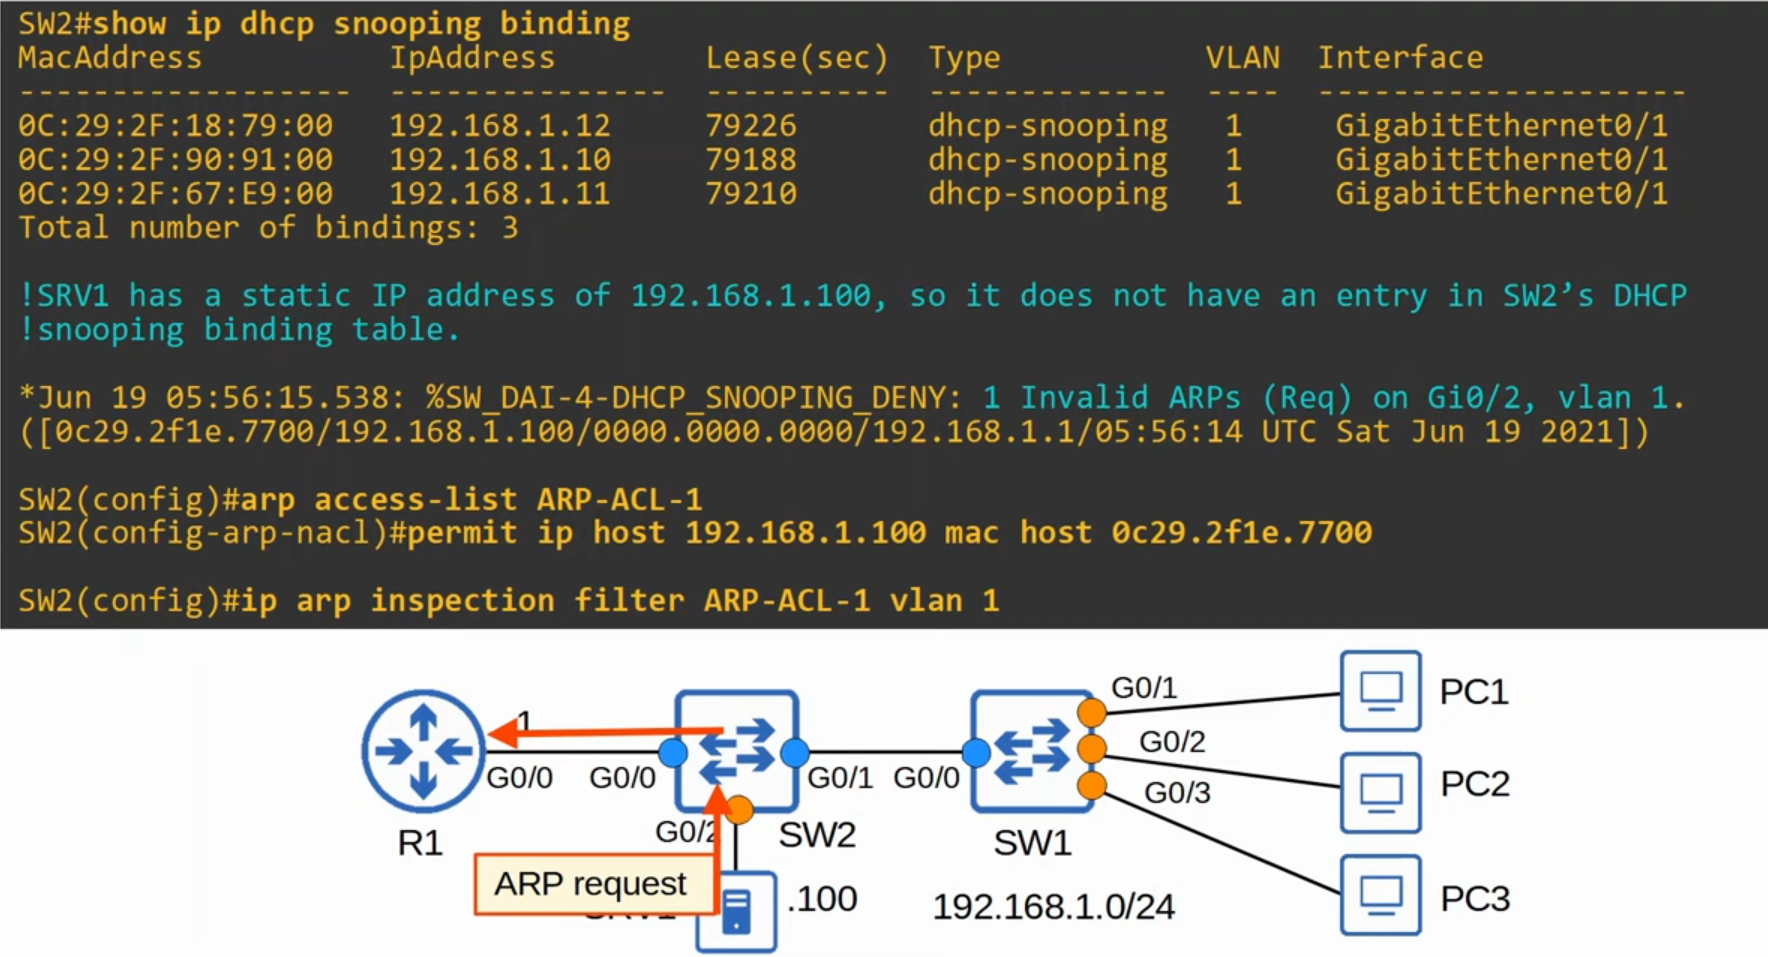 SW2#show ip dhcp snooping binding
MacAddress IpAddress Lease(sec) Type VLAN Interface
------------------ --------------- ---------- ------------- ---- --------------------
0C:29:2F:18:79:00 192.168.1.12 79226 dhcp-snooping 1 GigabitEthernet0/1
0C:29:2F:90:91:00 192.168.1.10 79188 dhcp-snooping 1 GigabitEthernet0/1
0C:29:2F:67:E9:00 192.168.1.11 79210 dhcp-snooping 1 GigabitEthernet0/1
Total number of bindings: 3
!SRV1 has a static IP address of 192.168.1.100, so it does not have an entry in SW2’s DHCP
!snooping binding table.
*Jun 19 05:56:15.538: %SW_DAI-4-DHCP_SNOOPING_DENY: 1 Invalid ARPs (Req) on Gi0/2, vlan 1.
([0c29.2f1e.7700/192.168.1.100/0000.0000.0000/192.168.1.1/05:56:14 UTC Sat Jun 19 2021])
SW2(config)#arp access-list ARP-ACL-1
SW2(config-arp-nacl)#permit ip host 192.168.1.100 mac host 0c29.2f1e.7700
SW2(config)#ip arp inspection filter ARP-ACL-1 vlan 1
G0/1
PC1
G0/2
G0/0
G0/0
G0/1
G0/0
PC2
G0/3
R1
G0/2
SW2
SW1
ARP request
.100
192.168.1.0/24
PC3